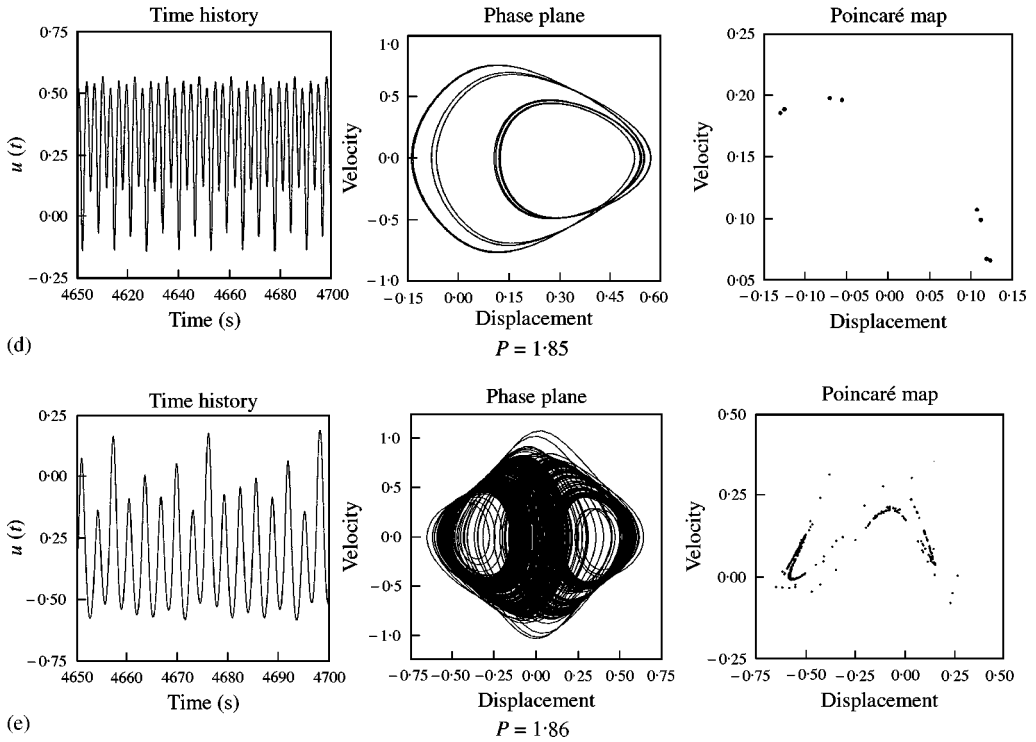 Time history
Phase plane
Poincaré map
0·75
0·50
0·25
0·00
−0·25
u (t)
4650 4620 4640 4660 4680 4700
Time (s)
1·0
0·5
0·0
−0·5
−1·0
Velocity
−0·15 0·00 0·15 0·30 0·45 0·60
Displacement
0·25
0·20
0·15
0·10
0·05
Velocity
−0·15 −0·10 −0·05 0·00 0·05 0·10 0·15
Displacement
(d)
P = 1·85
Time history
Phase plane
Poincaré map
0·25
0·00
−0·25
−0·50
−0·75
u (t)
4650 4660 4670 4680 4690 4700
Time (s)
1·0
0·5
0·0
−0·5
−1·0
Velocity
−0·75 −0·50 −0·25 0·00 0·25 0·50 0·75
Displacement
0·50
0·25
0·00
−0·25
Velocity
−0·75 −0·50 −0·25 0·00 0·25 0·50
Displacement
(e)
P = 1·86